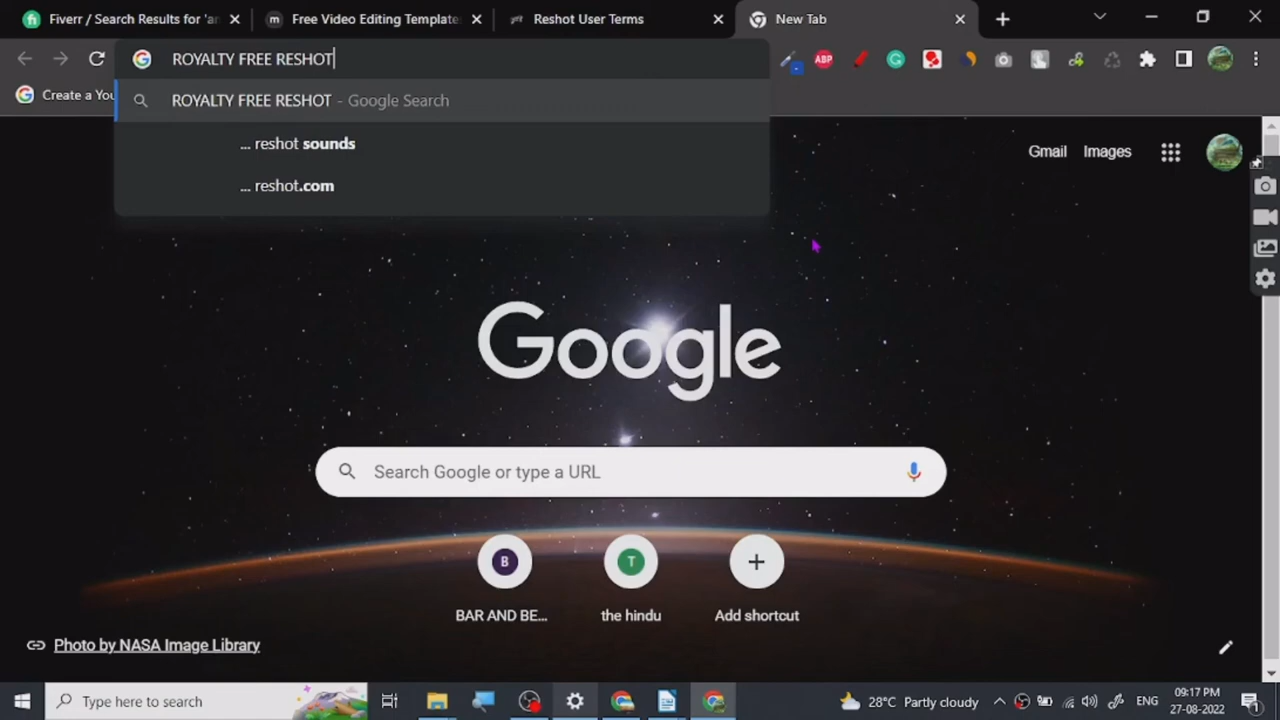 Fiverr / Search Results for 'ar
Free Video Editing Template
Reshot User Terms
New Tab
ROYALTY FREE RESHOT
ABP
Create a You
ROYALTY FREE RESHOT - Google Search
... reshot sounds
... reshot.com
Gmail Images
Google
Search Google or type a URL
B
T
BAR AND BE...
the hindu
Add shortcut
Photo by NASA Image Library
Type here to search
28°C Partly cloudy
ENG
09:17 PM
27-08-2022
1